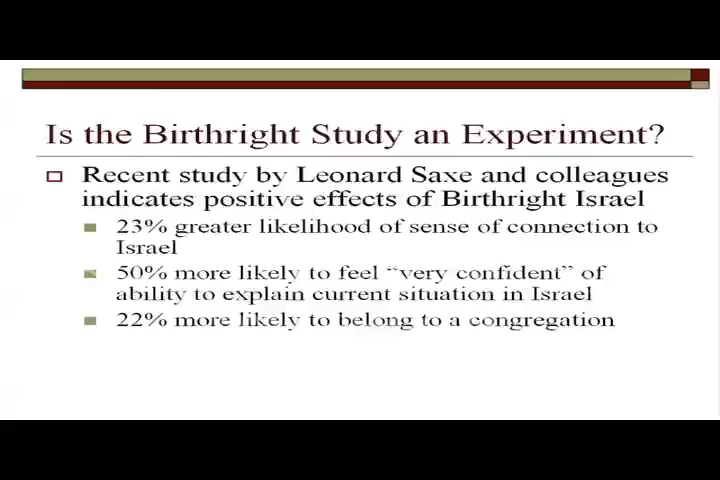 Is the Birthright Study an Experiment?
Recent study by Leonard Saxe and colleagues
indicates positive effects of Birthright Israel
23% greater likelihood of sense of connection to
Israel
50% more likely to feel “very confident” of
ability to explain current situation in Israel
22% more likely to belong to a congregation